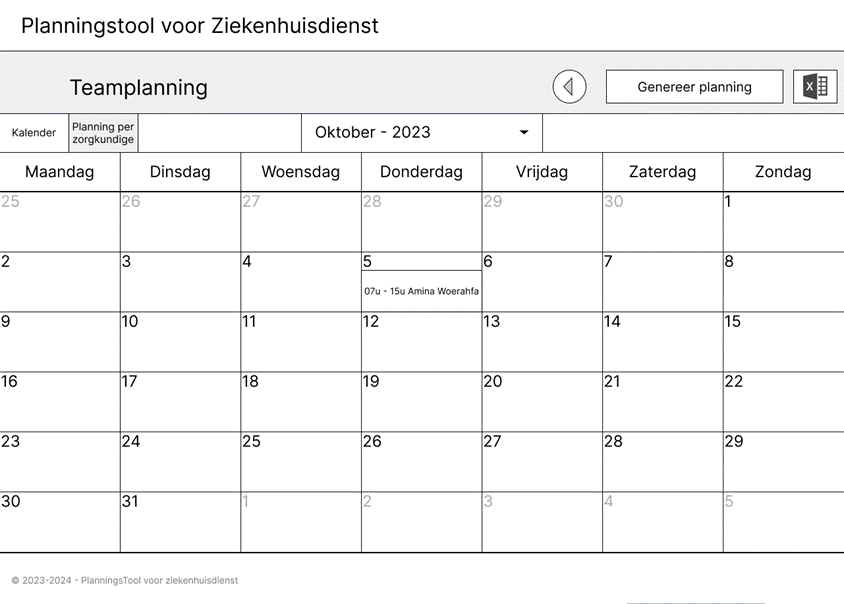 Planningstool voor Ziekenhuisdienst
Teamplanning
Genereer planning
X
Kalender
Planning per
zorgkundige
Oktober - 2023
Maandag Dinsdag Woensdag Donderdag Vrijdag Zaterdag Zondag
25 26 27 28 29 30 1
2 3 4 5 6 7 8
07u - 15u Amina Woerahfa
9 10 11 12 13 14 15
16 17 18 19 20 21 22
23 24 25 26 27 28 29
30 31 1 2 3 4 5
© 2023-2024 - PlanningsTool voor ziekenhuisdienst